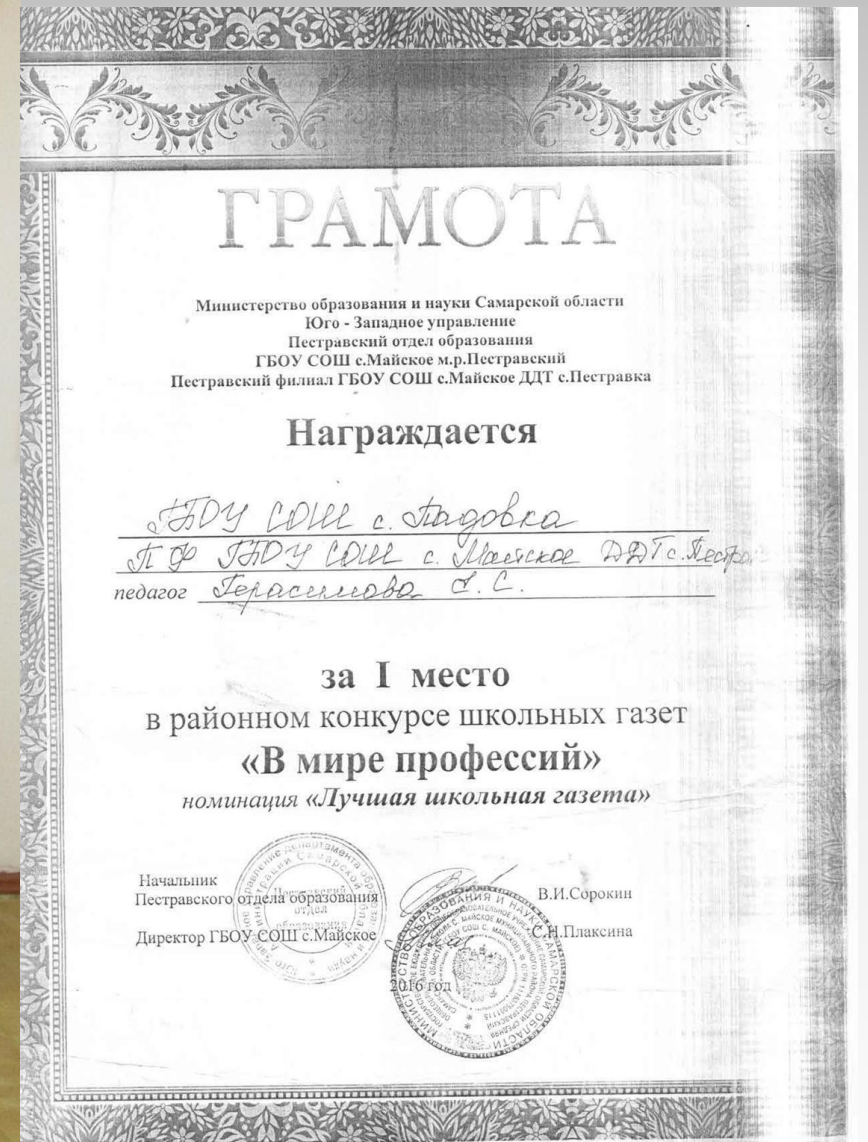 ГРАМОТА
Министерство образования и науки Самарской области
Юго - Западное управление
Пестравский отдел образования
ГБОУ СОШ с.Майское м.р.Пестравский
Пестравский филиал ГБОУ СОШ с.Майское ДДТ с.Пестравка
Награждается
ГБОУ СОШ с. Падовка
П Ф ГБОУ СОШ с. Майское ДДТ с. Пестра
педагог Герасимова
за I место
в районном конкурсе школьных газет
«В мире профессий»
номинация «Лучшая школьная газета»
Начальник
Пестравского отдела образования В.И.Сорокин
Директор ГБОУ СОШ с.Майское С.Н.Плаксина
2016 год